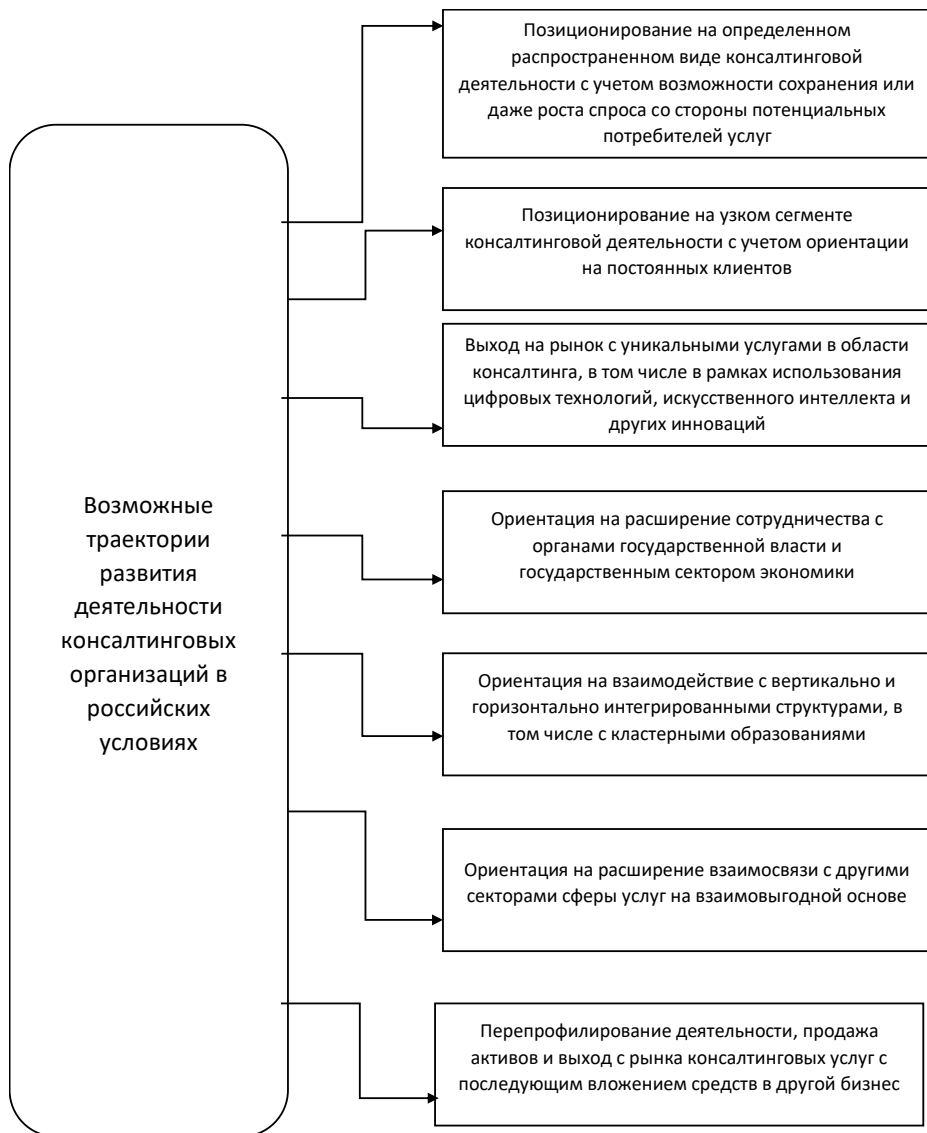 Позиционирование на определенном
распространенном виде консалтинговой
деятельности с учетом возможности сохранения или
даже роста спроса со стороны потенциальных
потребителей услуг
Позиционирование на узком сегменте
консалтинговой деятельности с учетом ориентации
на постоянных клиентов
Выход на рынок с уникальными услугами в области
консалтинга, в том числе в рамках использования
цифровых технологий, искусственного интеллекта и
других инноваций
Возможные
траектории
развития
деятельности
консалтинговых
организаций в
российских
условиях
Ориентация на расширение сотрудничества с
органами государственной власти и
государственным сектором экономики
Ориентация на взаимодействие с вертикально и
горизонтально интегрированными структурами, в
том числе с кластерными образованиями
Ориентация на расширение взаимосвязи с другими
секторами сферы услуг на взаимовыгодной основе
Перепрофилирование деятельности, продажа
активов и выход с рынка консалтинговых услуг с
последующим вложением средств в другой бизнес